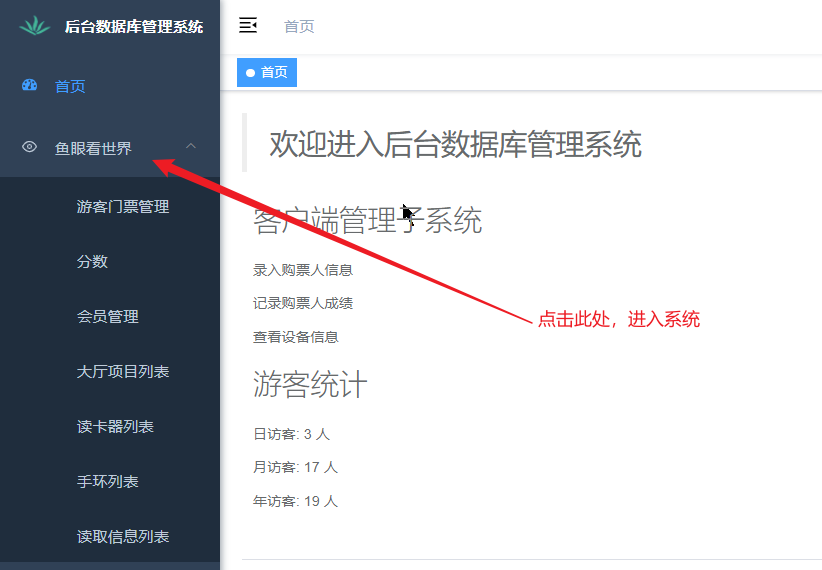 后台数据库管理系统
首页
首页
首页
鱼眼看世界
游客门票管理
分数
会员管理
大厅项目列表
读卡器列表
手环列表
读取信息列表
欢迎进入后台数据库管理系统
客户端管理子系统
录入购票人信息
记录购票人成绩
查看设备信息
点击此处，进入系统
游客统计
日访客: 3 人
月访客: 17 人
年访客: 19 人